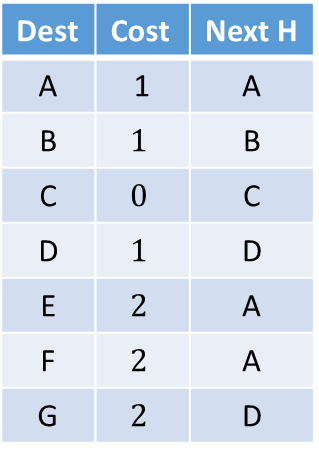 Dest Cost Next H
A 1 A
B 1 B
C 0 C
D 1 D
E 2 A
F 2 A
G 2 D